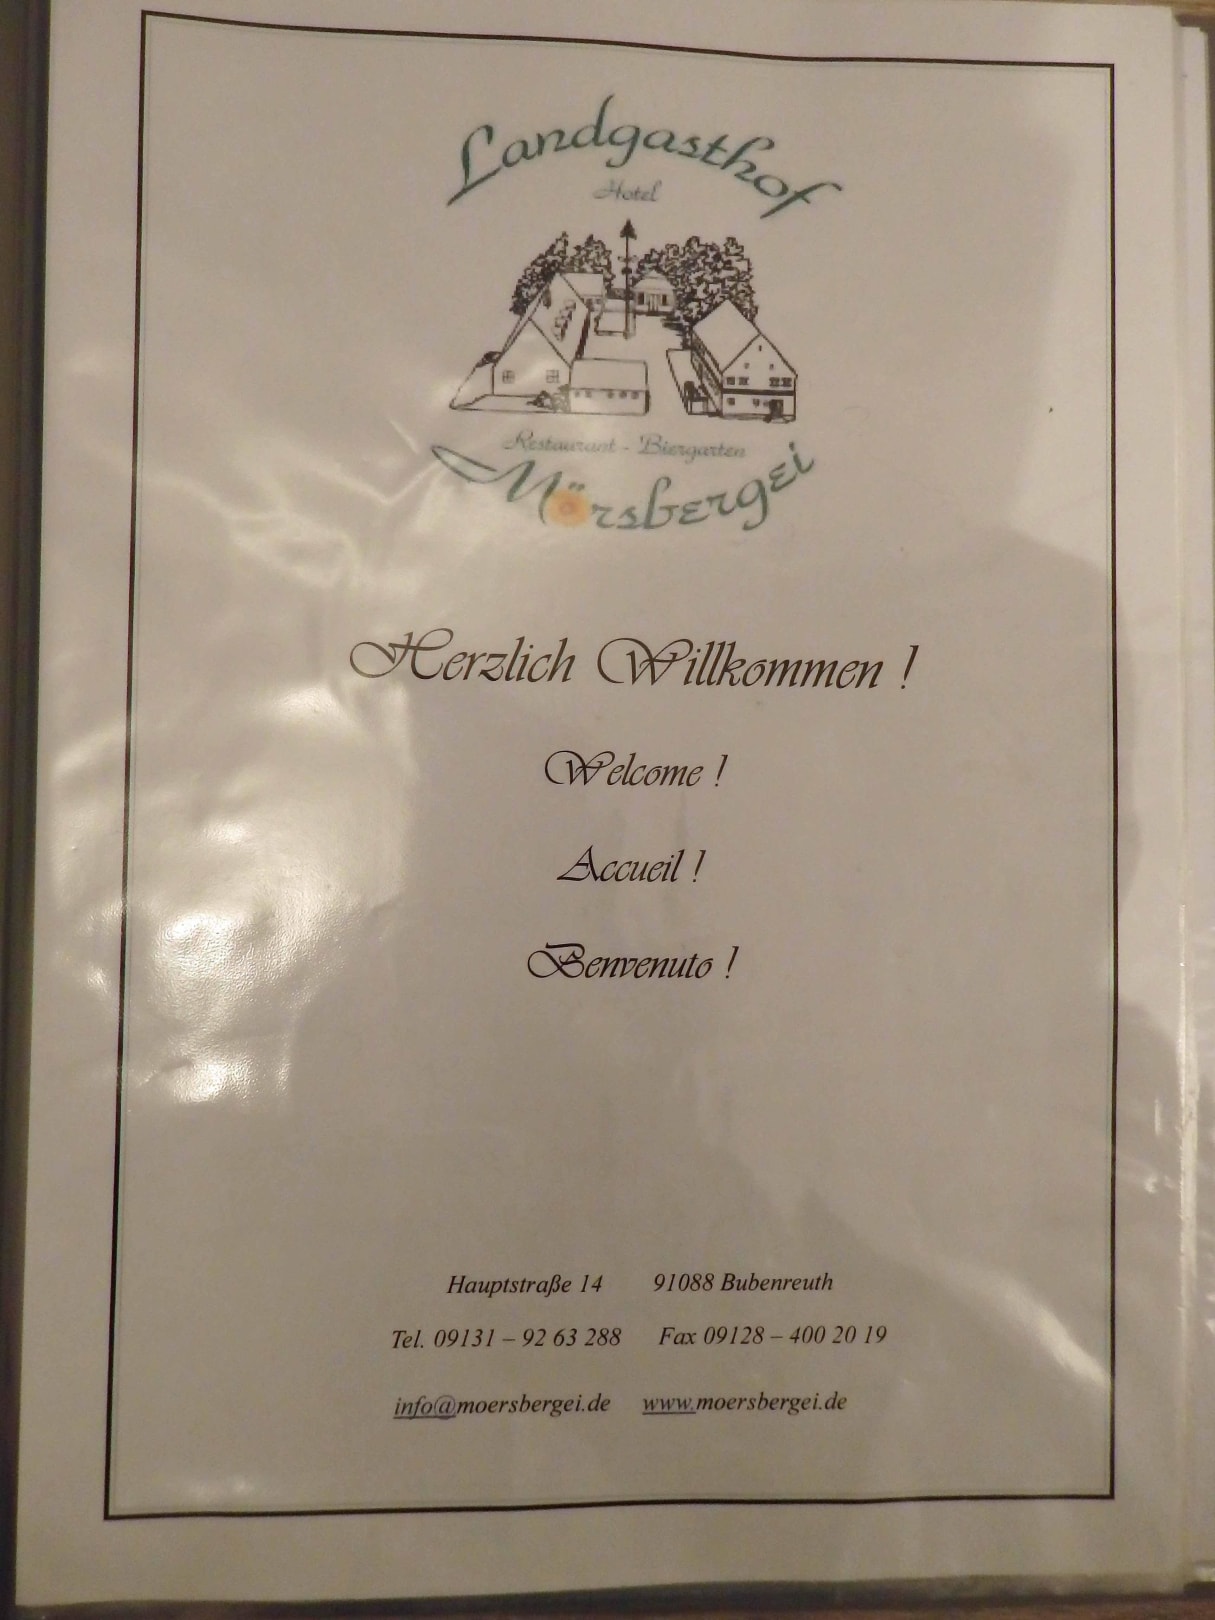 Landgasthof
Hotel
Restaurant - Biergarten
Mörsbergei
Herzlich Willkommen !
Welcome !
Accueil !
Benvenuto !
Hauptstraße 14 91088 Bubenreuth
Tel. 09131 – 92 63 288 Fax 09128 – 400 20 19
info@moersbergei.de www.moersbergei.de